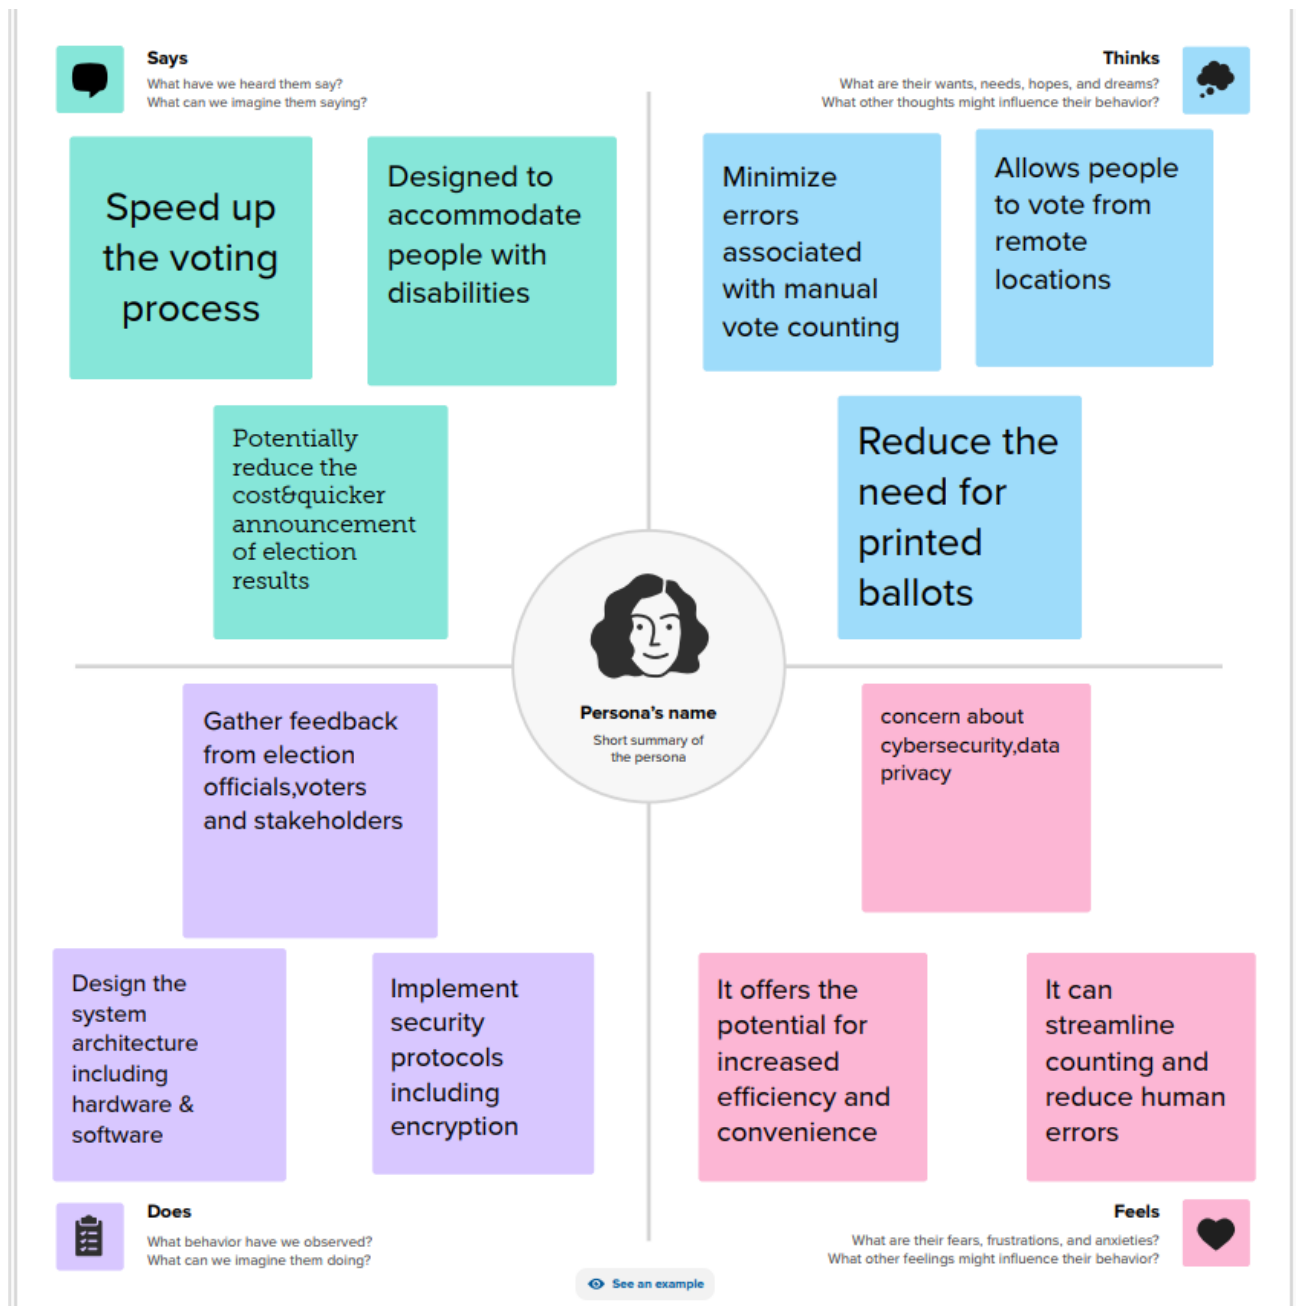 Says
What have we heard them say?
What can we imagine them saying?
Thinks
What are their wants, needs, hopes, and dreams?
What other thoughts might influence their behavior?
Speed up
the voting
process
Designed to
accommodate
people with
disabilities
Potentially
reduce the
cost&quicker
announcement
of election
results
Minimize
errors
associated
with manual
vote counting
Allows people
to vote from
remote
locations
Reduce the
need for
printed
ballots
Persona's name
Short summary of
the persona
Gather feedback
from election
officials,voters
and stakeholders
Design the
system
architecture
including
hardware &
software
Implement
security
protocols
including
encryption
concern about
cybersecurity,data
privacy
It offers the
potential for
increased
efficiency and
convenience
It can
streamline
counting and
reduce human
errors
Does
What behavior have we observed?
What can we imagine them doing?
Feels
What are their fears, frustrations, and anxieties?
What other feelings might influence their behavior?
See an example